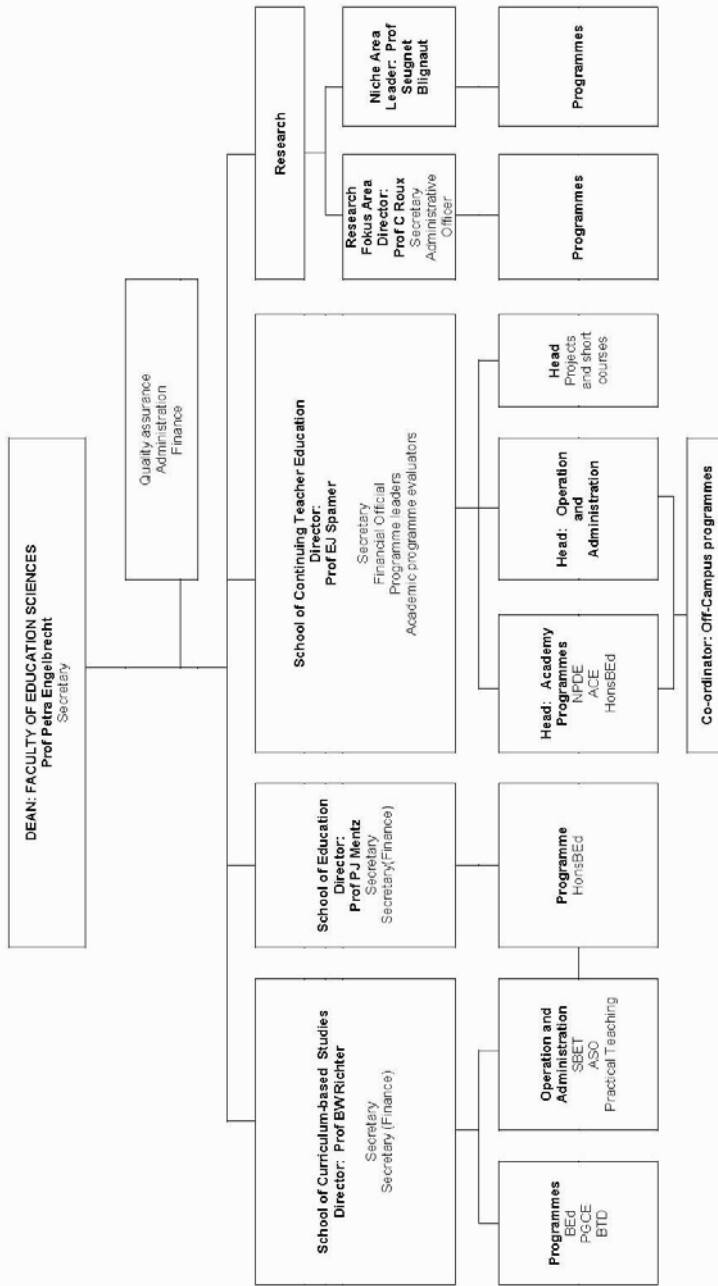 DEAN: FACULTY OF EDUCATION SCIENCES
Prof Petra Engelbrecht
Secretary
Quality assurance
Administration
Finance
School of Curriculum-based Studies
Director: Prof BW Richter
Secretary
Secretary (Finance)
School of Education
Director:
Prof PJ Mentz
Secretary
Secretary(Finance)
School of Continuing Teacher Education
Director:
Prof EJ Spamer
Secretary
Financial Official
Programme leaders
Academic programme evaluators
Research
Research
Fokus Area
Director:
Prof C Roux
Secretary
Administrative
Officer
Niche Area
Leader: Prof
Seugnet
Blignaut
Programmes
BEd
PGCE
BTD
Operation and
Administration
SBET
ASO
Practical Teaching
Programme
HonsBEd
Head: Academy
Programmes
NPDE
ACE
HonsBEd
Head: Operation
and
Administration
Head
Projects
and short
courses
Programmes
Programmes
Co-ordinator: Off-Campus programmes